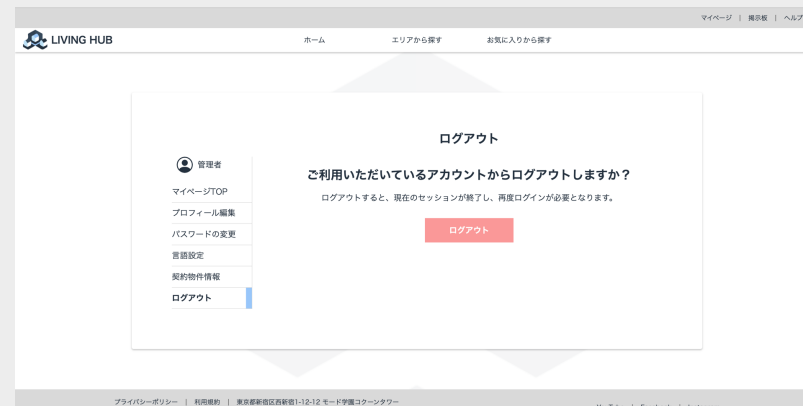 マイページ | 掲示板 | ヘルプ
LIVING HUB
ホーム エリアから探す お気に入りから探す
ログアウト
管理者
マイページTOP
プロフィール編集
パスワードの変更
言語設定
契約物件情報
ログアウト
ご利用いただいているアカウントからログアウトしますか？
ログアウトすると、現在のセッションが終了し、再度ログインが必要となります。
ログアウト
プライバシーポリシー | 利用規約 | 東京都新宿区西新宿1-12-12 モード学園コクーンタワー